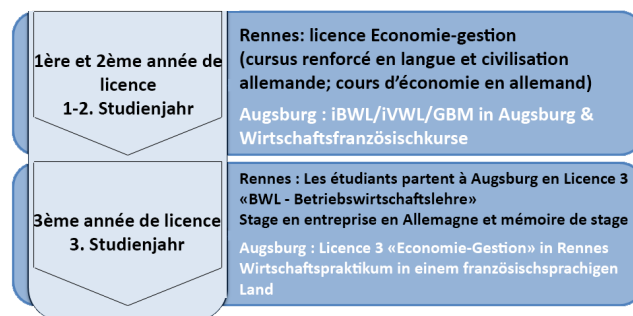 1ère et 2ème année de
licence
1-2. Studienjahr
Rennes: licence Economie-gestion
(cursus renforcé en langue et civilisation
allemande; cours d’économie en allemand)
Augsburg : iBWL/iVWL/GBM in Augsburg &
Wirtschaftsfranzösischkurse
3ème année de licence
3. Studienjahr
Rennes : Les étudiants partent à Augsburg en Licence 3
«BWL - Betriebswirtschaftslehre»
Stage en entreprise en Allemagne et mémoire de stage
Augsburg : Licence 3 «Economie-Gestion» in Rennes
Wirtschaftspraktikum in einem französischsprachigen
Land